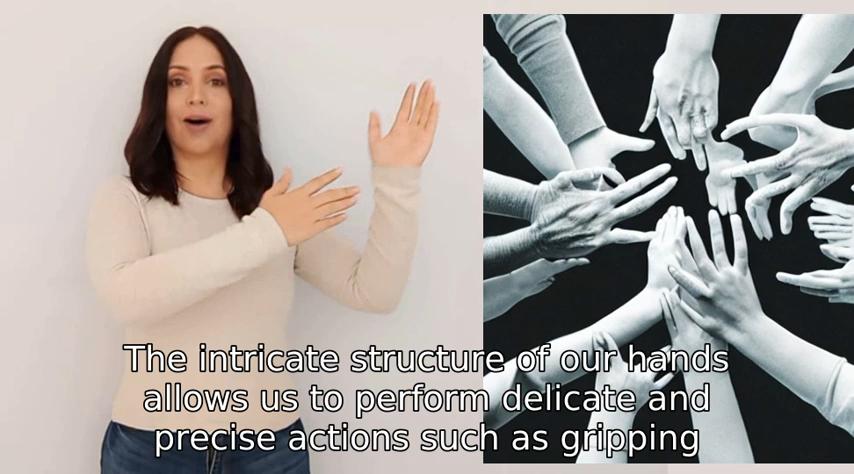 The intricate structure of our hands
allows us to perform delicate and
precise actions such as gripping